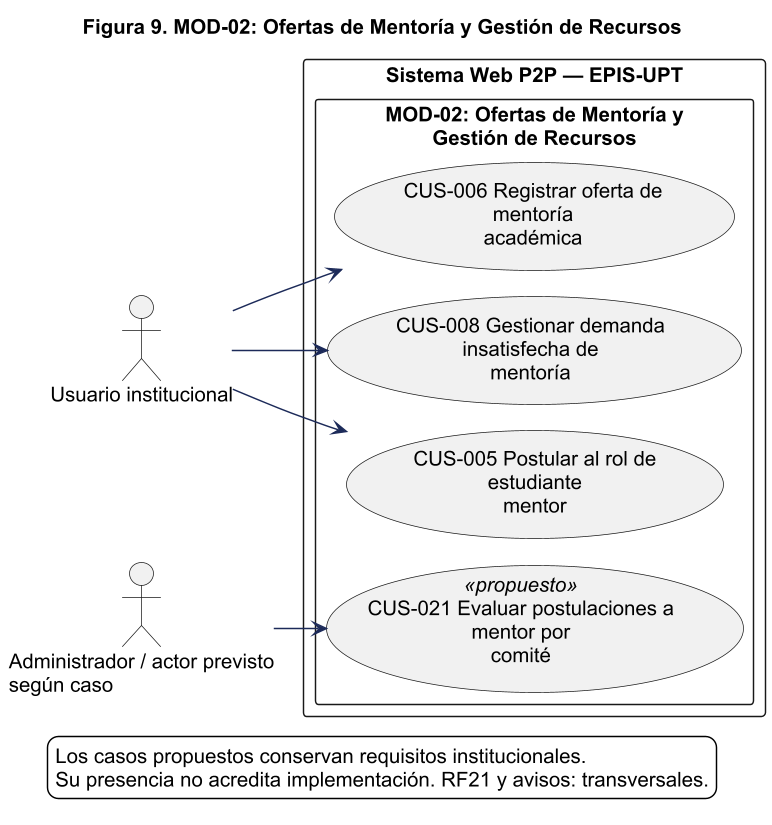 Figura 9. MOD-02: Ofertas de Mentoría y Gestión de Recursos
Sistema Web P2P — EPIS-UPT
MOD-02: Ofertas de Mentoría y
Gestión de Recursos
CUS-006 Registrar oferta de
mentoría
académica
CUS-008 Gestionar demanda
insatisfecha de
mentoría
Usuario institucional
CUS-005 Postular al rol de
estudiante
mentor
«propuesto»
CUS-021 Evaluar postulaciones a
mentor por
comité
Administrador / actor previsto
según caso
Los casos propuestos conservan requisitos institucionales.
Su presencia no acredita implementación. RF21 y avisos: transversales.